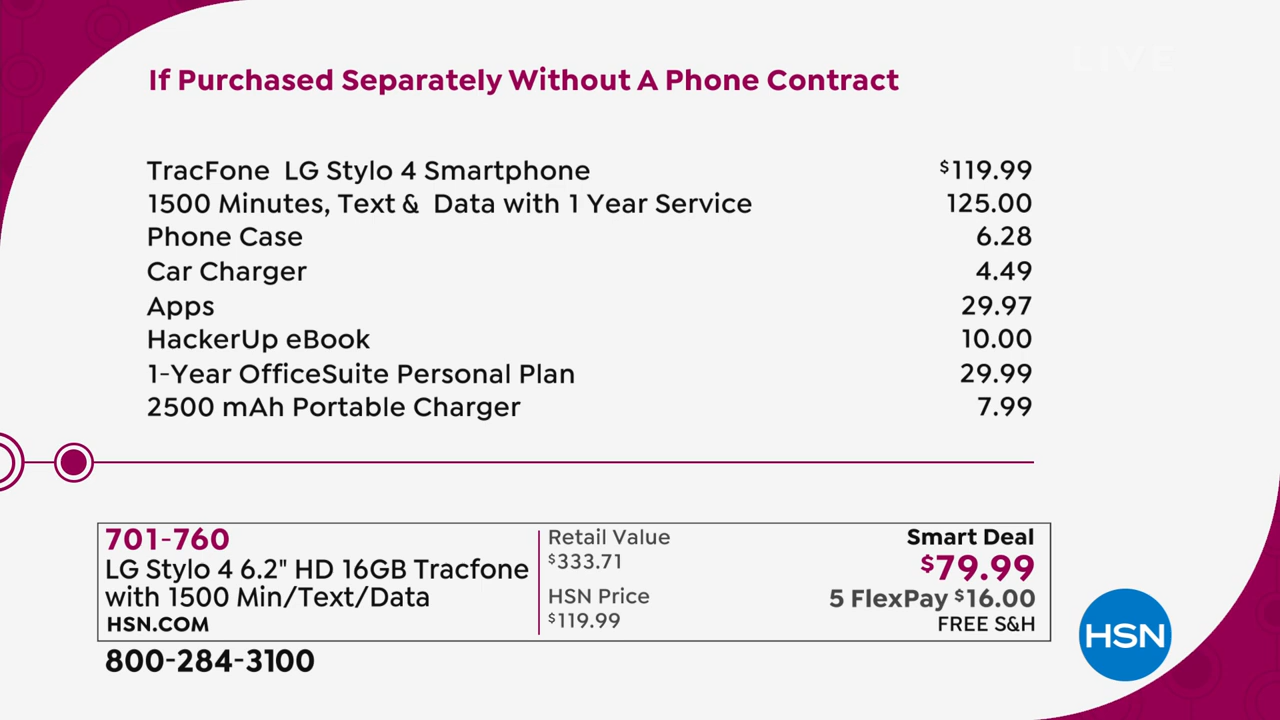 LIVE
If Purchased Separately Without A Phone Contract
TracFone LG Stylo 4 Smartphone $119.99
1500 Minutes, Text & Data with 1 Year Service 125.00
Phone Case 6.28
Car Charger 4.49
Apps 29.97
HackerUp eBook 10.00
1-Year OfficeSuite Personal Plan 29.99
2500 mAh Portable Charger 7.99
701-760
LG Stylo 4 6.2" HD 16GB Tracfone
with 1500 Min/Text/Data
HSN.COM
Retail Value
$333.71
HSN Price
$119.99
Smart Deal
$79.99
5 FlexPay $16.00
FREE S&H
HSN
800-284-3100